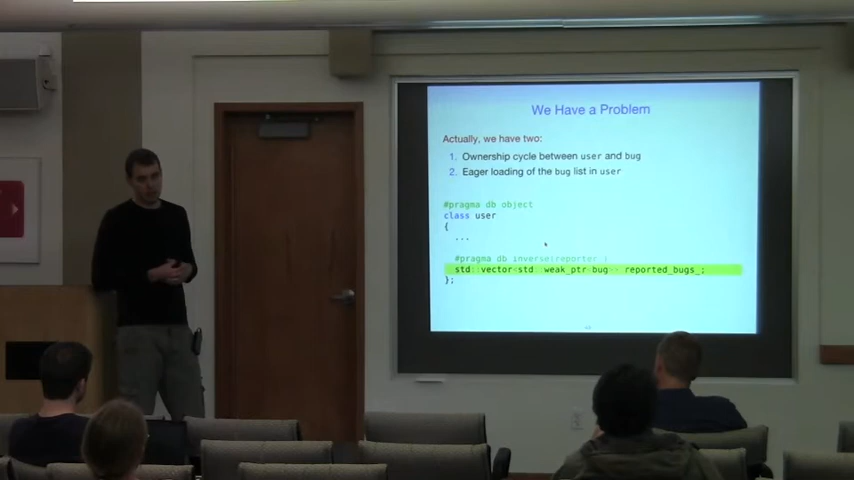 We Have a Problem
Actually, we have two:
1. Ownership cycle between user and bug
2. Eager loading of the bug list in user
#pragma db object
class user
{
...
#pragma db inverse(reporter_)
std::vector<std::weak_ptr<bug>> reported_bugs_;
};